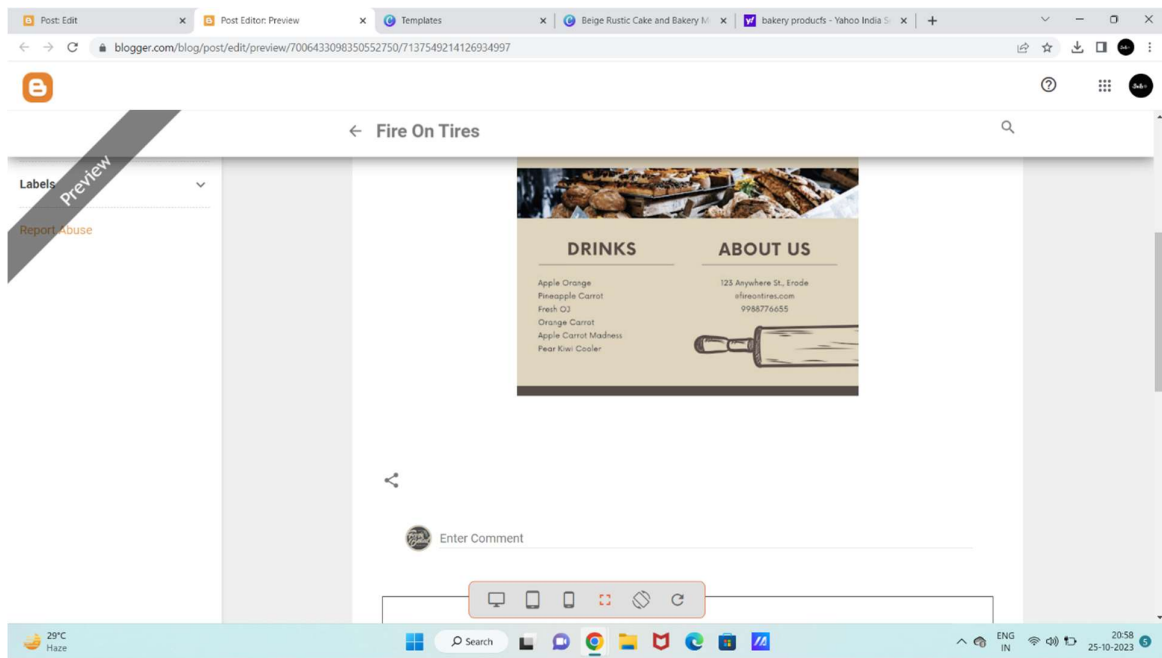 Post: Edit
Post Editor: Preview
Templates
Beige Rustic Cake and Bakery M
bakery producfs - Yahoo India S
blogger.com/blog/post/edit/preview/7006433098350552750/7137549214126934997
Fire On Tires
Preview
Labels
Report Abuse
DRINKS
Apple Orange
Pineapple Carrot
Fresh OJ
Orange Carrot
Apple Carrot Madness
Pear Kiwi Cooler
ABOUT US
123 Anywhere St., Erode
@fireontires.com
9988776655
Enter Comment
29°C
Haze
Search
ENG
IN
20:58
25-10-2023
5